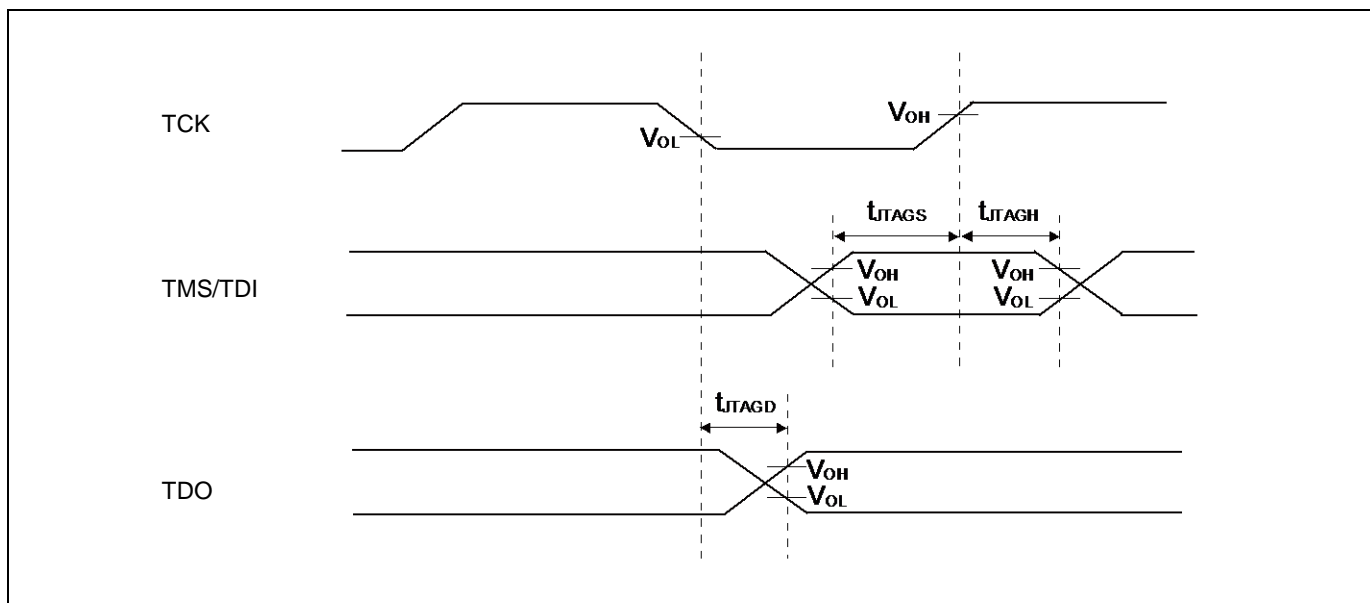 TCK
VOL
VOH
tJTAGS
tJTAGH
TMS/TDI
VOH
VOL
VOH
VOL
tJTAGD
TDO
VOH
VOL